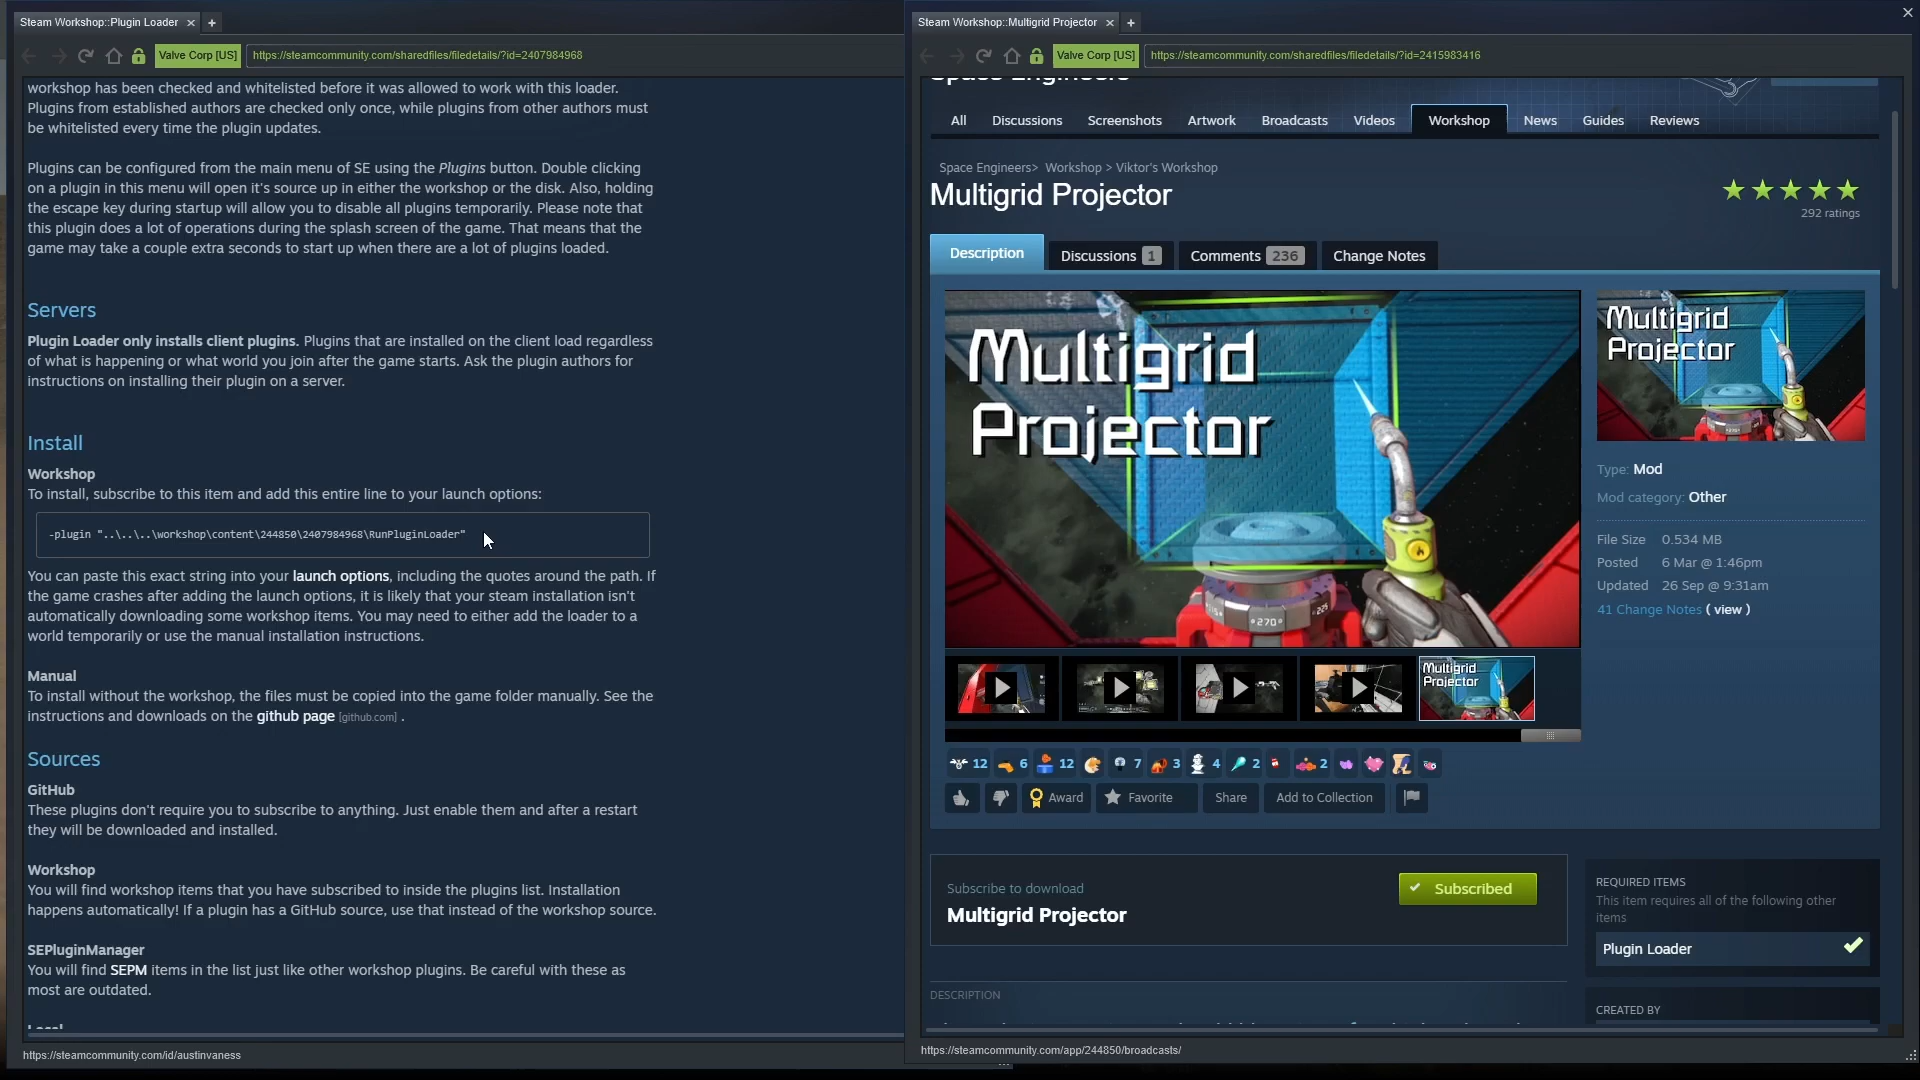 Steam Workshop::Plugin Loader
Valve Corp [US]
https://steamcommunity.com/sharedfiles/filedetails/?id=2407984968
workshop has been checked and whitelisted before it was allowed to work with this loader.
Plugins from established authors are checked only once, while plugins from other authors must
be whitelisted every time the plugin updates.
Plugins can be configured from the main menu of SE using the Plugins button. Double clicking
on a plugin in this menu will open it's source up in either the workshop or the disk. Also, holding
the escape key during startup will allow you to disable all plugins temporarily. Please note that
this plugin does a lot of operations during the splash screen of the game. That means that the
game may take a couple extra seconds to start up when there are a lot of plugins loaded.
Servers
Plugin Loader only installs client plugins. Plugins that are installed on the client load regardless
of what is happening or what world you join after the game starts. Ask the plugin authors for
instructions on installing their plugin on a server.
Install
Workshop
To install, subscribe to this item and add this entire line to your launch options:
-plugin "..\..\..\workshop\content\244850\2407984968\RunPluginLoader"
You can paste this exact string into your launch options, including the quotes around the path. If
the game crashes after adding the launch options, it is likely that your steam installation isn't
automatically downloading some workshop items. You may need to either add the loader to a
world temporarily or use the manual installation instructions.
Manual
To install without the workshop, the files must be copied into the game folder manually. See the
instructions and downloads on the github page [github.com] .
Sources
GitHub
These plugins don't require you to subscribe to anything. Just enable them and after a restart
they will be downloaded and installed.
Workshop
You will find workshop items that you have subscribed to inside the plugins list. Installation
happens automatically! If a plugin has a GitHub source, use that instead of the workshop source.
SEPluginManager
You will find SEPM items in the list just like other workshop plugins. Be careful with these as
most are outdated.
Local
https://steamcommunity.com/id/austinvaness
Steam Workshop::Multigrid Projector
Valve Corp [US]
https://steamcommunity.com/sharedfiles/filedetails/?id=2415983416
Space Engineers
All Discussions Screenshots Artwork Broadcasts Videos Workshop News Guides Reviews
Space Engineers> Workshop > Viktor's Workshop
Multigrid Projector
292 ratings
Description Discussions 1 Comments 236 Change Notes
Multigrid
Projector
270
225
Multigrid
Projector
Type: Mod
Mod category: Other
File Size 0.534 MB
Posted 6 Mar @ 1:46pm
Updated 26 Sep @ 9:31am
41 Change Notes ( view )
Multigrid
Projector
12 6 12 7 3 4 2 2
Award Favorite Share Add to Collection
Subscribe to download
Multigrid Projector
Subscribed
REQUIRED ITEMS
This item requires all of the following other
items
Plugin Loader
DESCRIPTION
CREATED BY
https://steamcommunity.com/app/244850/broadcasts/